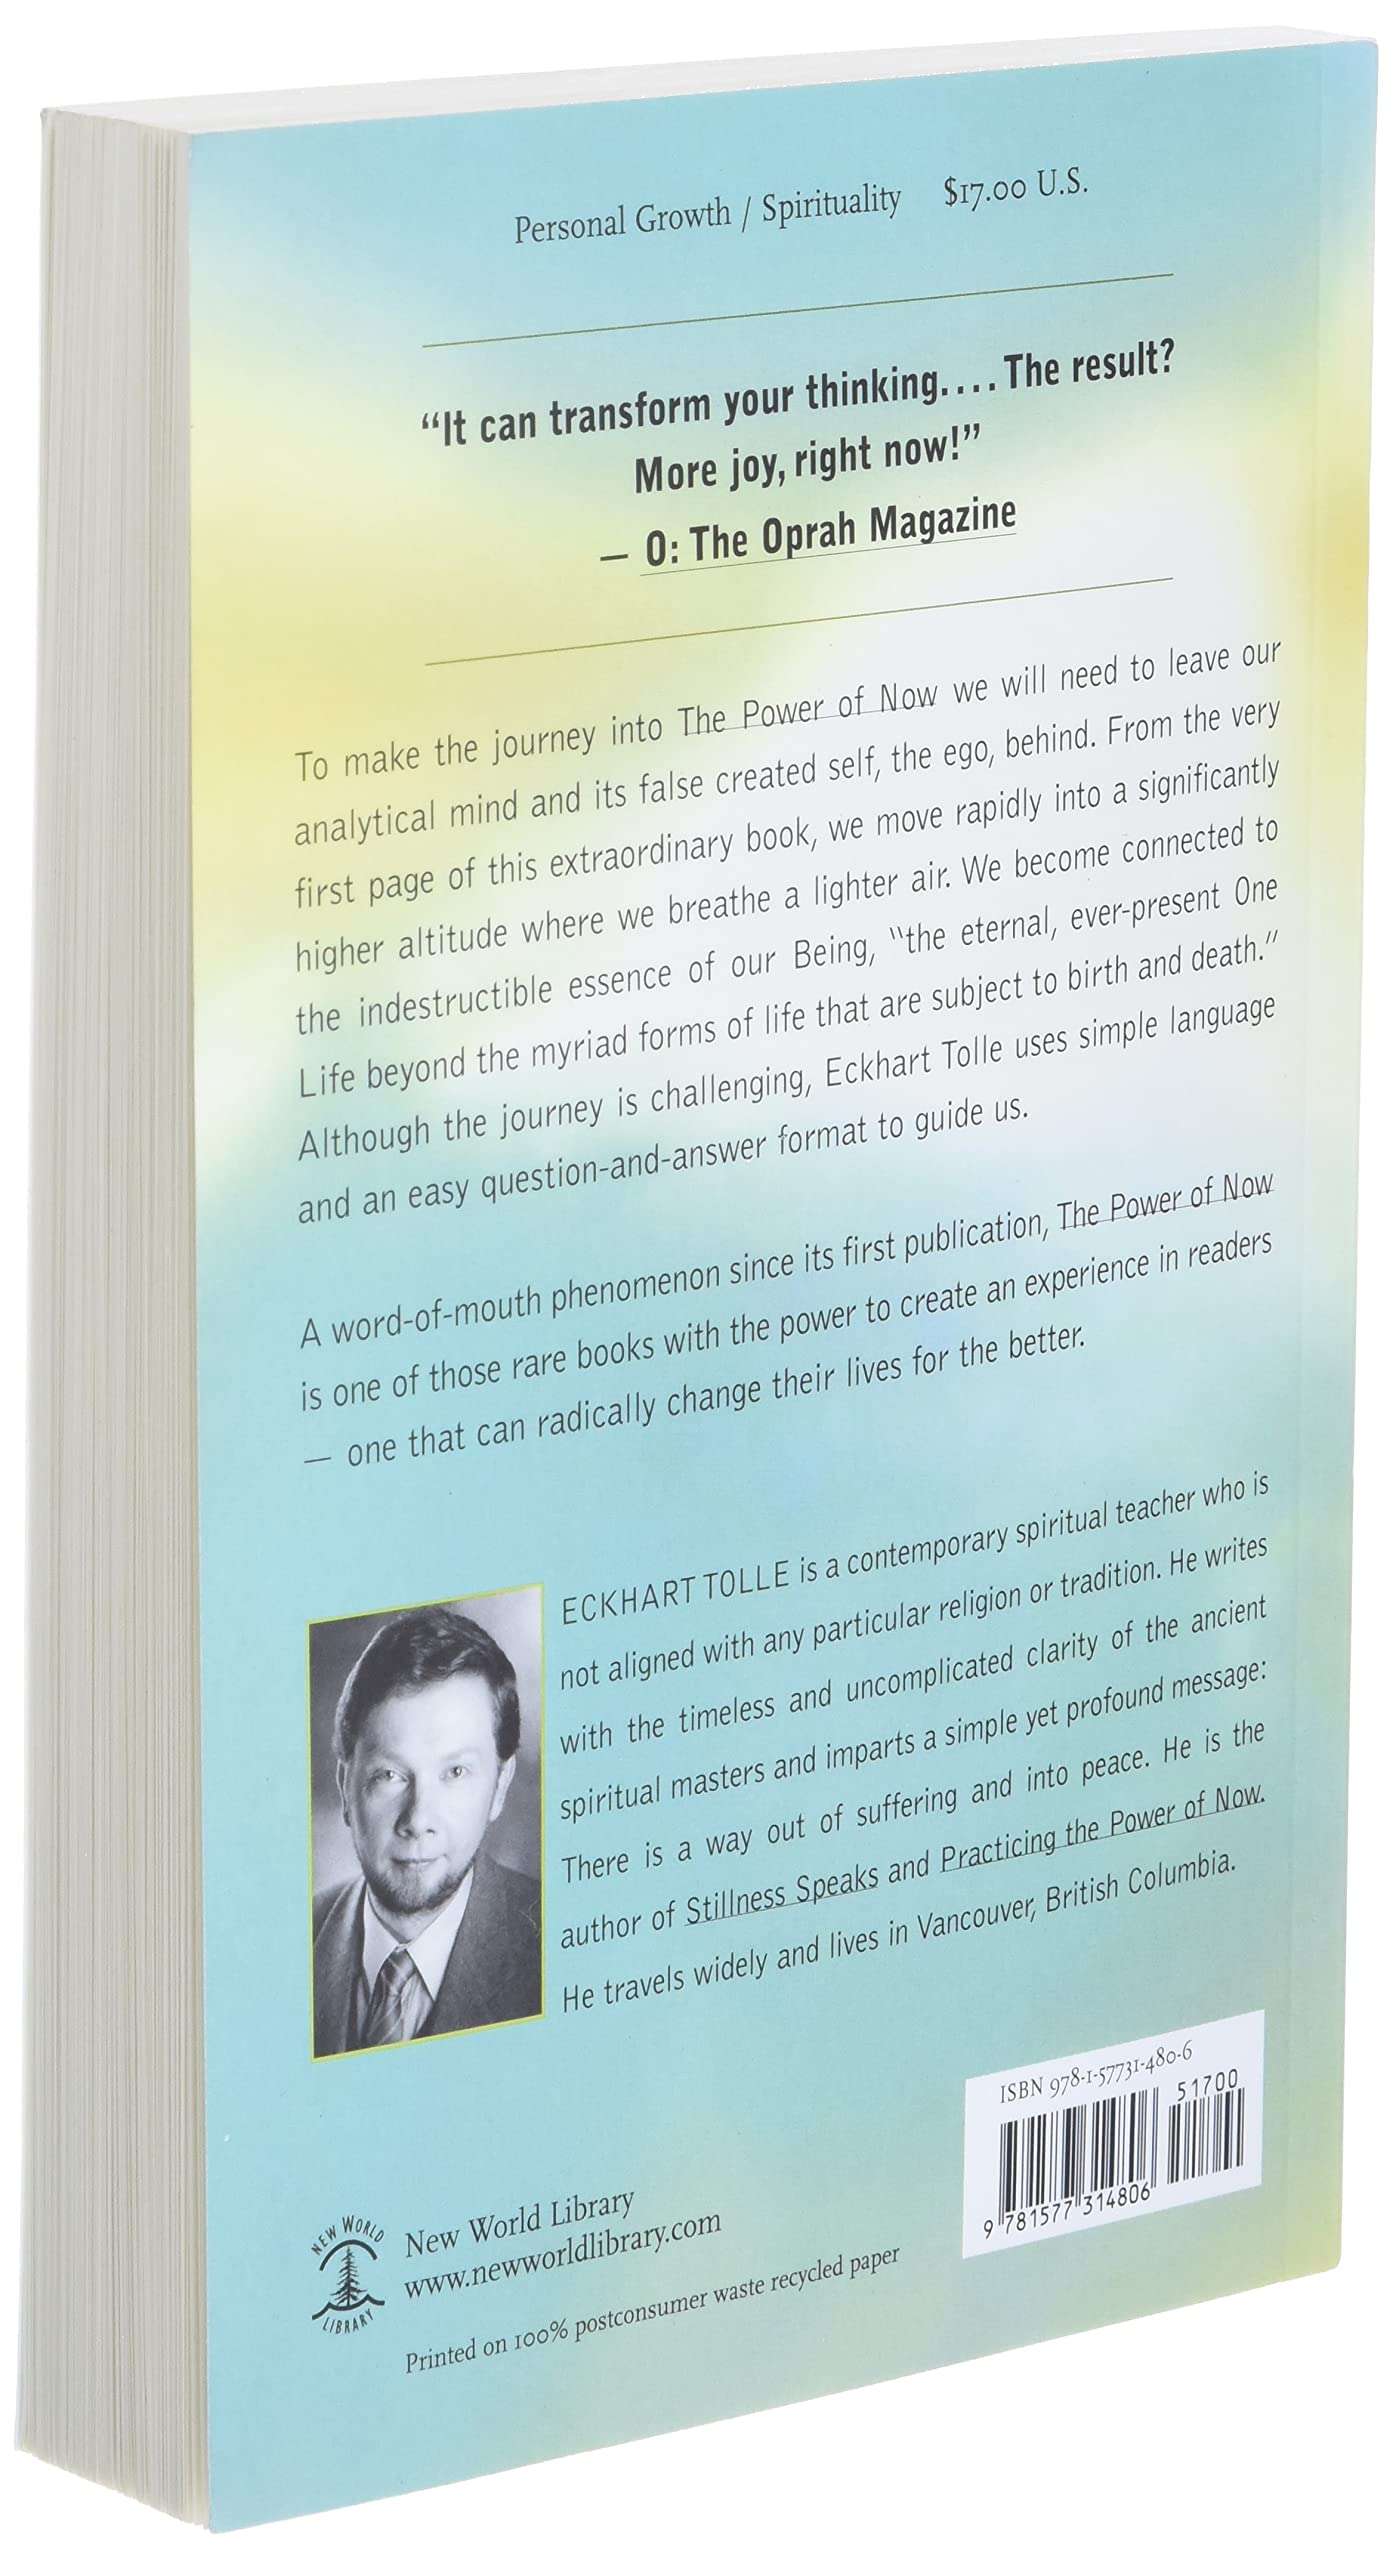 Personal Growth / Spirituality $17.00 U.S.
“It can transform your thinking.... The result?
More joy, right now!”
— O: The Oprah Magazine
To make the journey into The Power of Now we will need to leave our
analytical mind and its false created self, the ego, behind. From the very
first page of this extraordinary book, we move rapidly into a significantly
higher altitude where we breathe a lighter air. We become connected to
the indestructible essence of our Being, “the eternal, ever-present One
Life beyond the myriad forms of life that are subject to birth and death.”
Although the journey is challenging, Eckhart Tolle uses simple language
and an easy question-and-answer format to guide us.
A word-of-mouth phenomenon since its first publication, The Power of Now
is one of those rare books with the power to create an experience in readers
— one that can radically change their lives for the better.
ECKHART TOLLE is a contemporary spiritual teacher who is
not aligned with any particular religion or tradition. He writes
with the timeless and uncomplicated clarity of the ancient
spiritual masters and imparts a simple yet profound message:
There is a way out of suffering and into peace. He is the
author of Stillness Speaks and Practicing the Power of Now.
He travels widely and lives in Vancouver, British Columbia.
ISBN 978-1-57731-480-6
51700
9 781577 314806
NEW WORLD
LIBRARY
New World Library
www.newworldlibrary.com
Printed on 100% postconsumer waste recycled paper